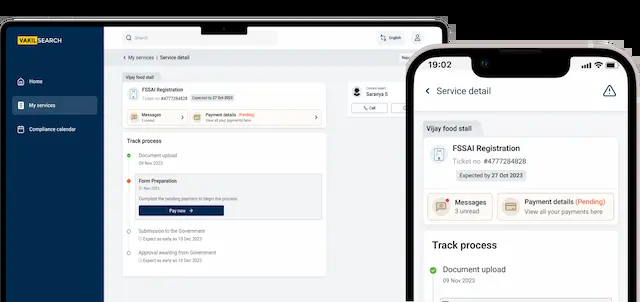 VAKILSEARCH
Search
English
Home
My services
Compliance calendar
My services | Service detail
Vijay food stall
FSSAI Registration
Ticket no #4777284828 Expected by 27 Oct 2023
Messages
3 unread
Payment details (Pending)
View all your payments here
Saranya S
Call
Track process
Document upload
09 Nov 2023
Form Preparation
Complete the pending payment to begin the process
Pay now
Submission to the Government
Expect as early as 10 Dec 2023
Approval awaiting from Government
Expect as early as 10 Dec 2023
19:02
Service detail
Vijay food stall
FSSAI Registration
Ticket no #4777284828
Expected by 27 Oct 2023
Messages
3 unread
Payment details (Pending)
View all your payments here
Track process
Document upload
09 Nov 2023